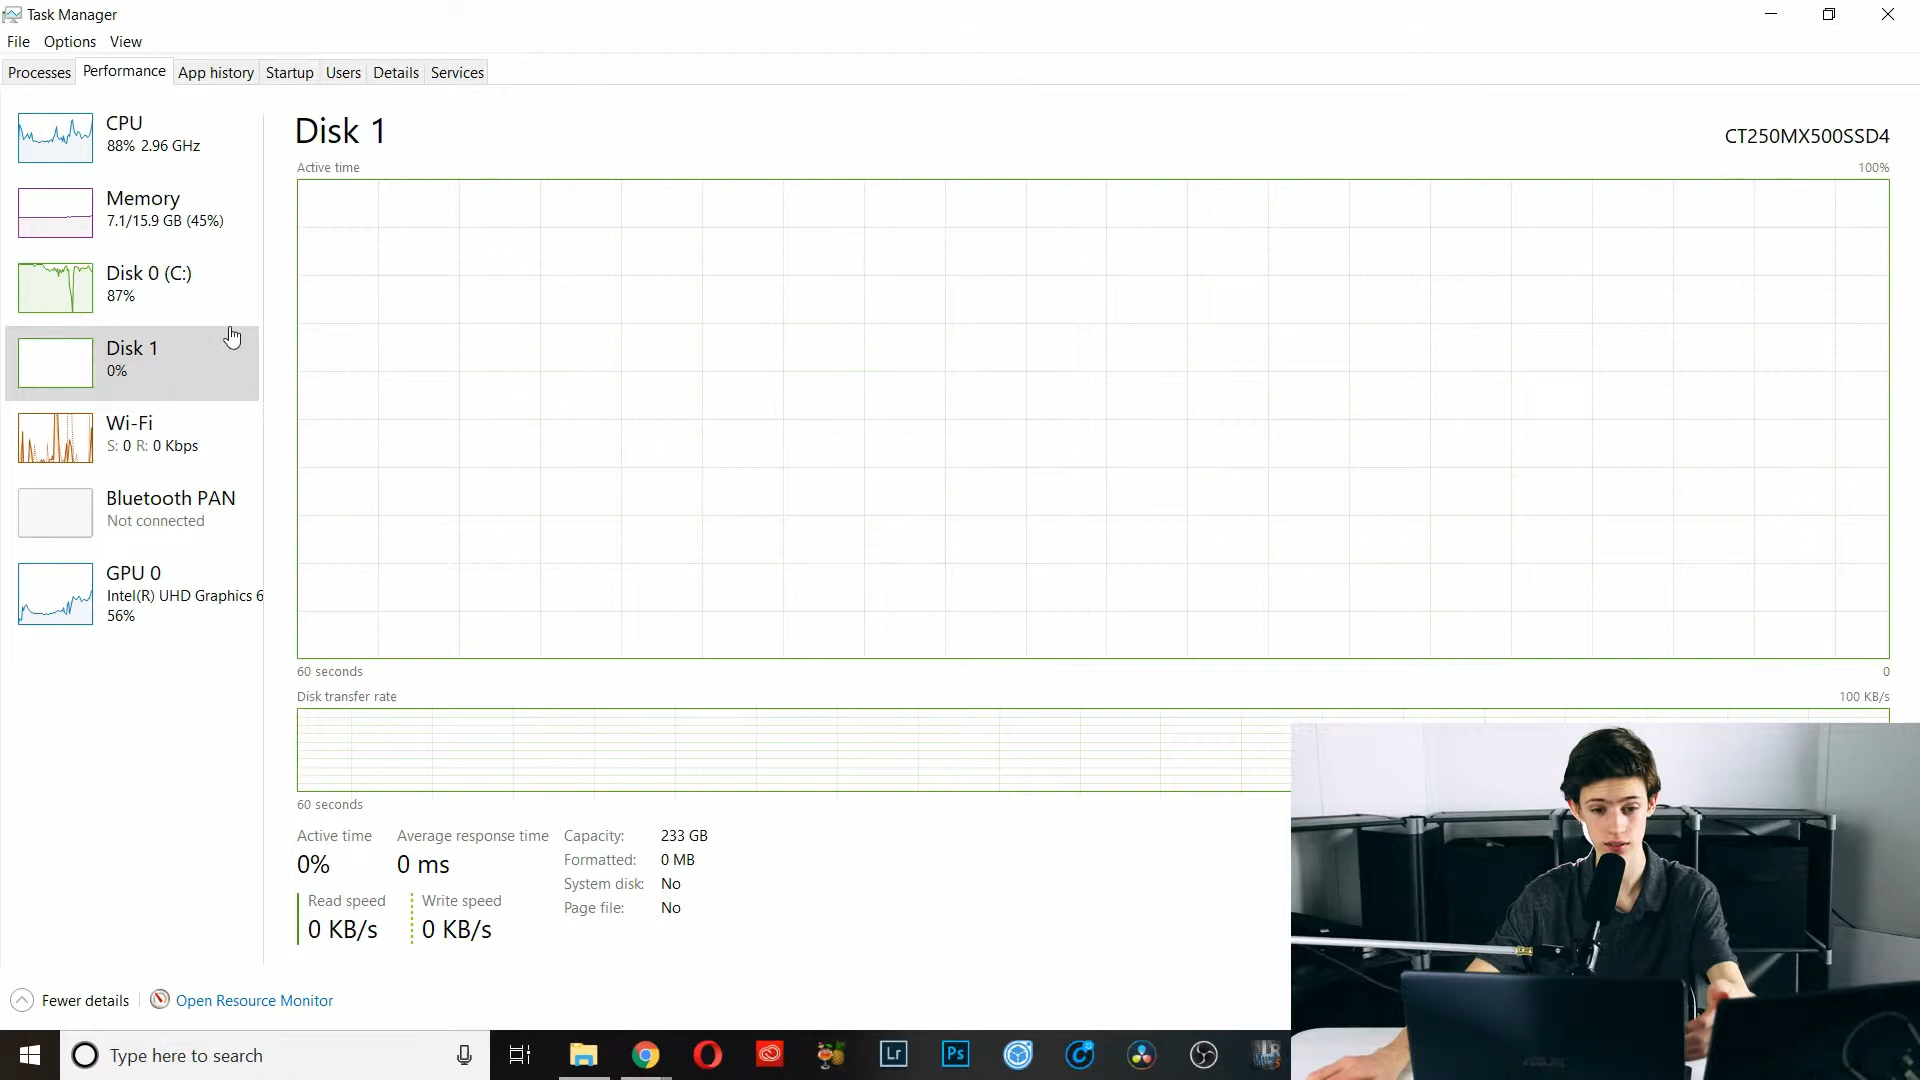 Task Manager
File Options View
Processes Performance App history Startup Users Details Services
CPU
88% 2.96 GHz
Memory
7.1/15.9 GB (45%)
Disk 0 (C:)
87%
Disk 1
0%
Wi-Fi
S: 0 R: 0 Kbps
Bluetooth PAN
Not connected
GPU 0
Intel(R) UHD Graphics 6
56%
Disk 1 CT250MX500SSD4
Active time 100%
60 seconds 0
Disk transfer rate 100 KB/s
60 seconds
Active time Average response time
0% 0 ms
Read speed Write speed
0 KB/s 0 KB/s
Capacity: 233 GB
Formatted: 0 MB
System disk: No
Page file: No
Fewer details Open Resource Monitor
Type here to search
Lr Ps
ASUS